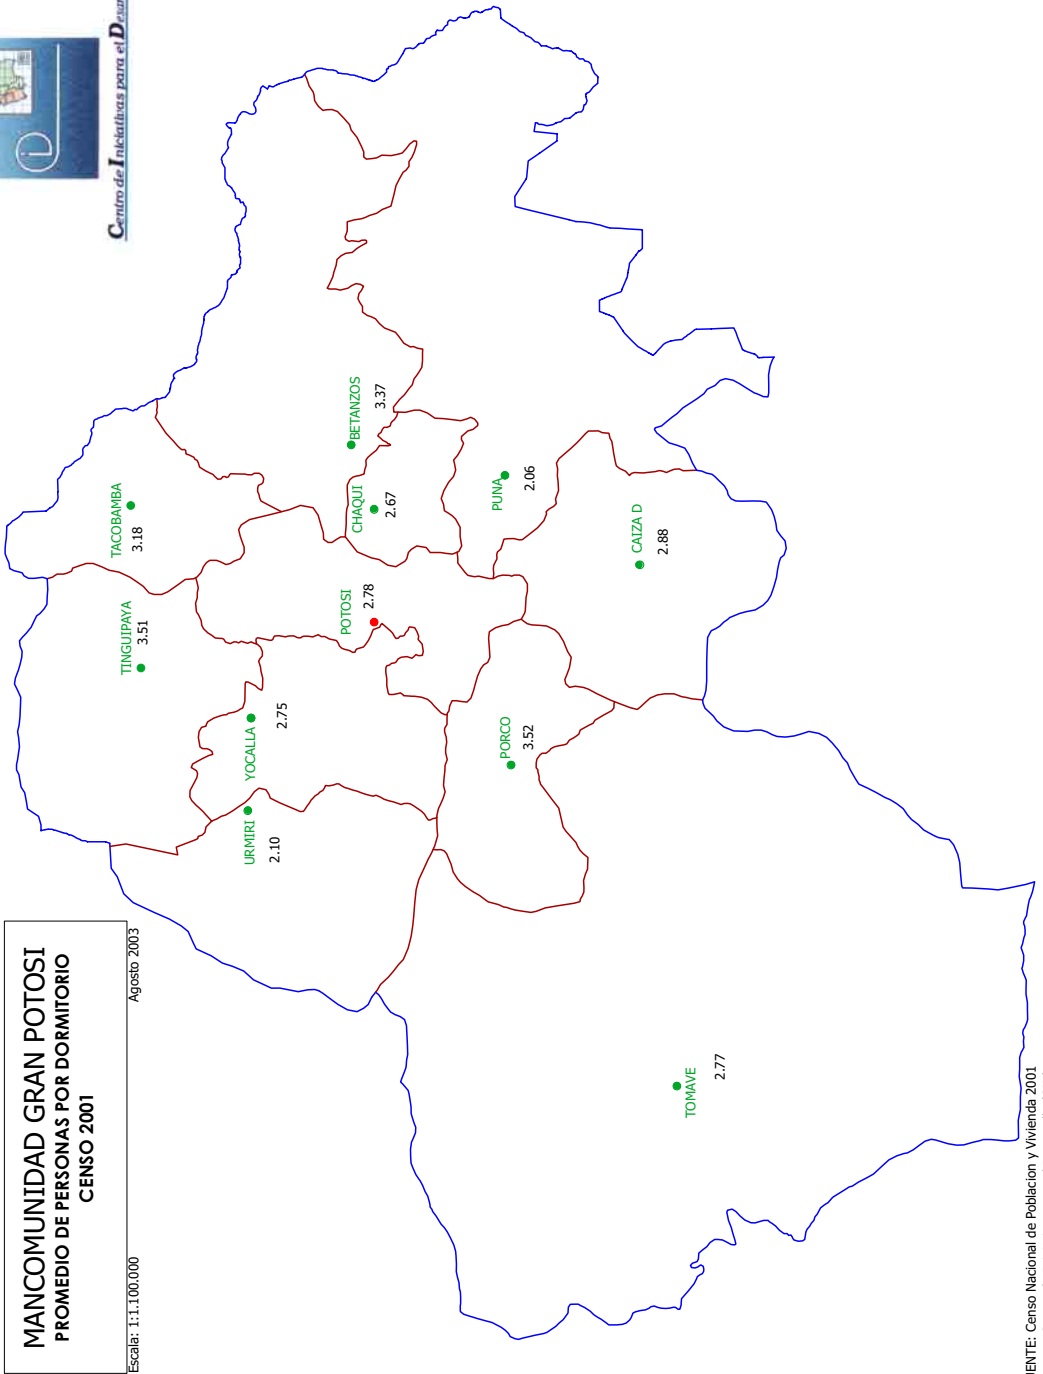 MANCOMUNIDAD GRAN POTOSI
PROMEDIO DE PERSONAS POR DORMITORIO
CENSO 2001
Escala: 1:1.100.000
Agosto 2003
Centro de Iniciativas para el Desar
TACOBAMBA
3.18
TINGUIPAYA
3.51
BETANZOS
3.37
CHAQUI
2.67
POTOSI
2.78
YOCALLA
2.75
URMIRI
2.10
PUNA
2.06
PORCO
3.52
CAIZA D
2.88
TOMAVE
2.77
IENTE: Censo Nacional de Poblacion y Vivienda 2001